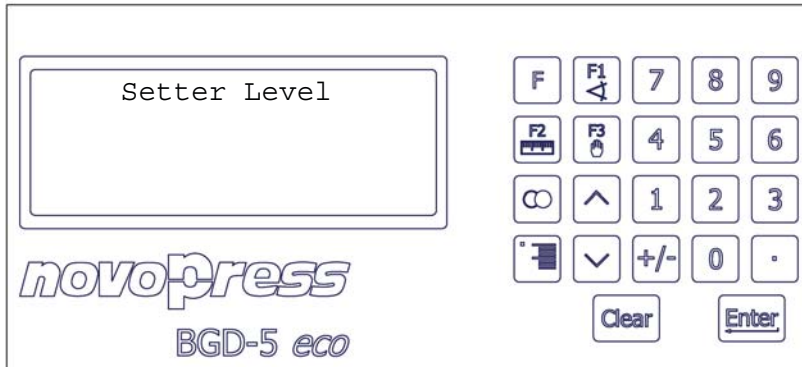 Setter Level
novopress
BGD-5 eco
F F1 7 8 9
F2 F3 4 5 6
1 2 3
+/- 0 .
Clear Enter